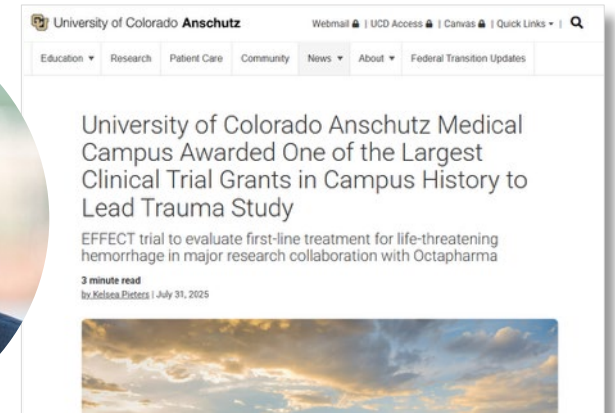 University of Colorado Anschutz
Webmail | UCD Access | Canvas | Quick Links |
Education Research Patient Care Community News About Federal Transition Updates
University of Colorado Anschutz Medical
Campus Awarded One of the Largest
Clinical Trial Grants in Campus History to
Lead Trauma Study
EFFECT trial to evaluate first-line treatment for life-threatening
hemorrhage in major research collaboration with Octapharma
3 minute read
by Kelsea Pieters | July 31, 2025